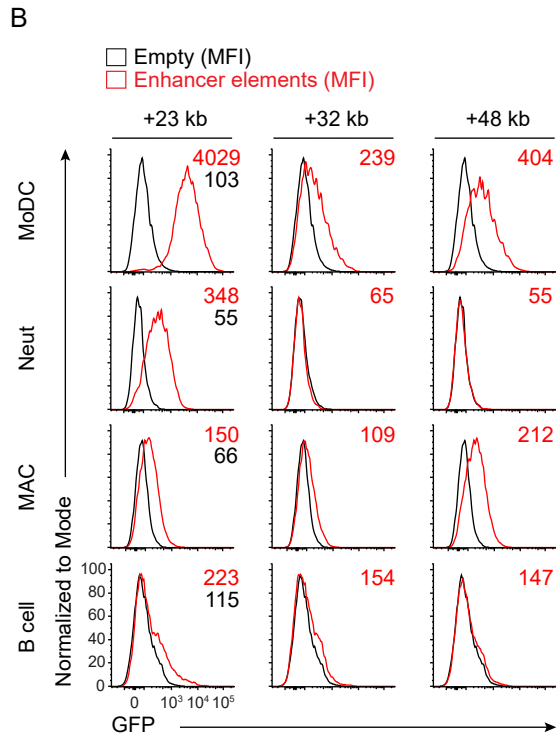 B
Empty (MFI)
Enhancer elements (MFI)
+23 kb +32 kb +48 kb
MoDC
4029
103
239
404
Neut
348
55
65
55
MAC
150
66
109
212
B cell
Normalized to Mode
100
80
60
40
20
0
223
115
154
147
0 10³ 10⁴ 10⁵
GFP